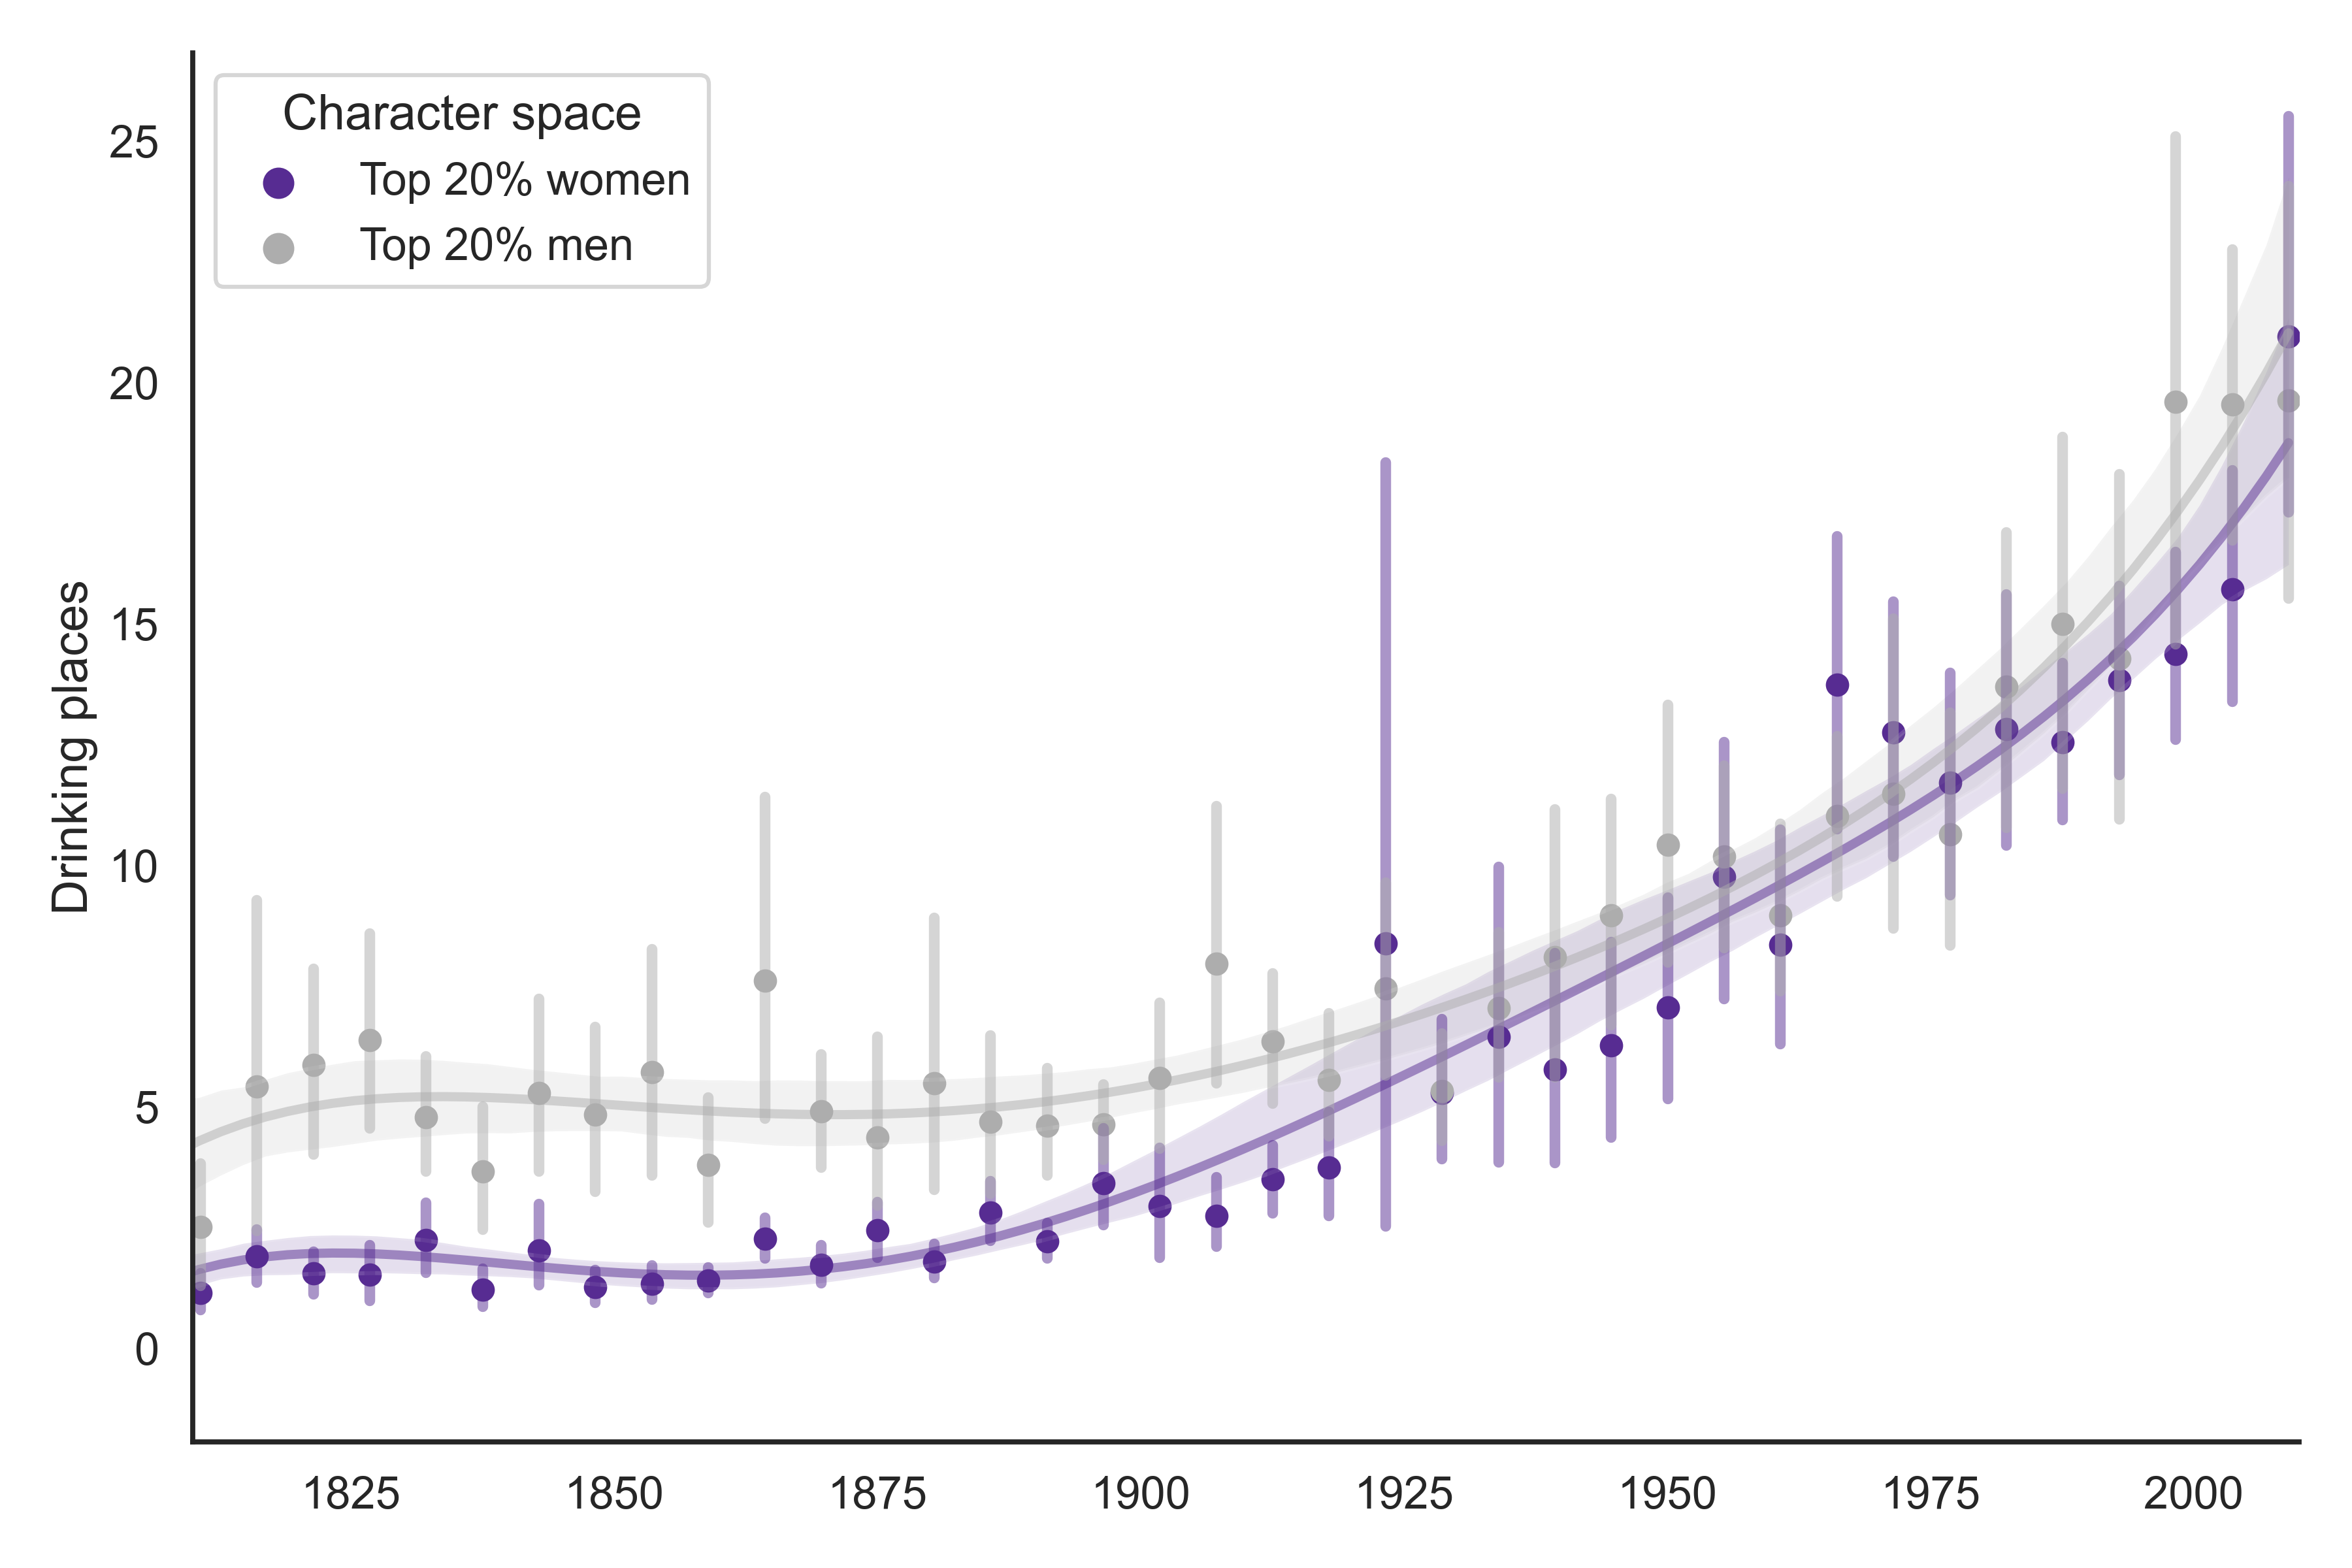 Character space
Top 20% women
Top 20% men
25
20
15
10
5
0
Drinking places
1825 1850 1875 1900 1925 1950 1975 2000